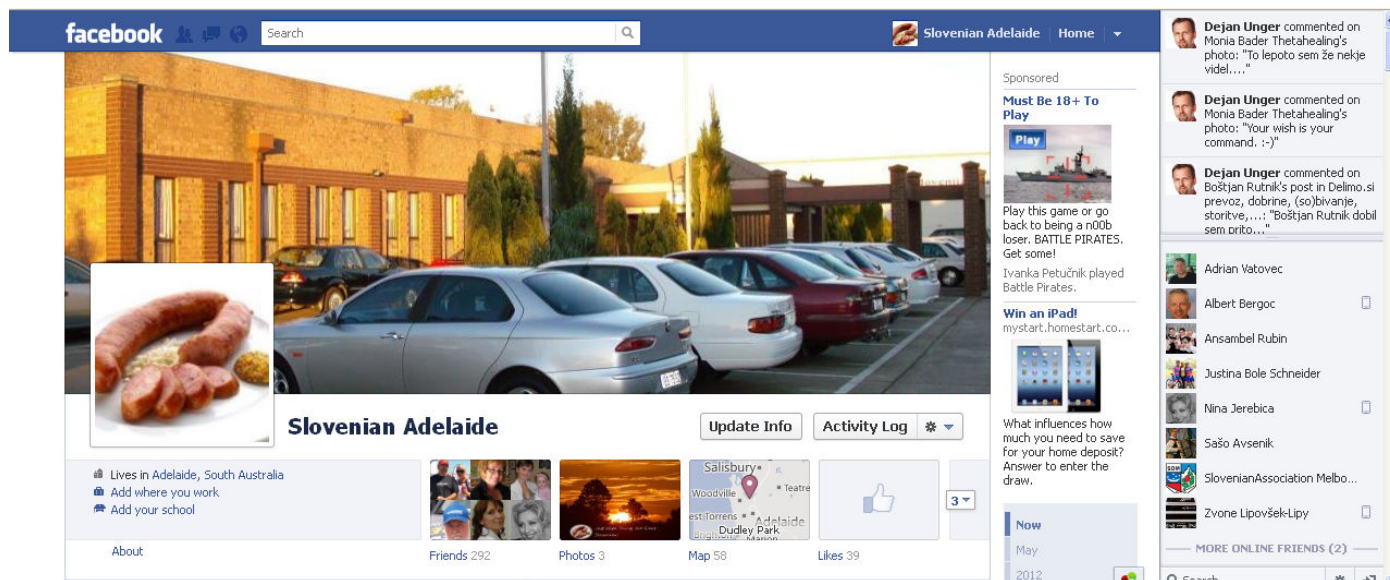 facebook
Search
Slovenian Adelaide
Home
Slovenian Adelaide
Update Info
Activity Log
Lives in Adelaide, South Australia
Add where you work
Add your school
About
Friends 292
Photos 3
Salisbury
Woodville
Teatre
est Torrens
Adelaide
Dudley Park
Marion
Map 58
Likes 39
3
Sponsored
Must Be 18+ To
Play
Play
Play this game or go
back to being a n00b
loser. BATTLE PIRATES.
Get some!
Ivanka Petučnik played
Battle Pirates.
Win an iPad!
mystart.homestart.co...
What influences how
much you need to save
for your home deposit?
Answer to enter the
draw.
Now
May
2012
Dejan Unger commented on
Monia Bader Thetahealing's
photo: "To lepoto sem že nekje
videl...."
Dejan Unger commented on
Monia Bader Thetahealing's
photo: "Your wish is your
command. :-)"
Dejan Unger commented on
Boštjan Rutnik's post in Delimo.si
prevoz, dobrine, (so)bivanje,
storitve,...: "Boštjan Rutnik dobil
sem prito..."
Adrian Vatovec
Albert Bergoc
Ansambel Rubin
Justina Bole Schneider
Nina Jerebica
Sašo Avsenik
SlovenianAssociation Melbo...
Zvone Lipovšek-Lipy
MORE ONLINE FRIENDS (2)
Search